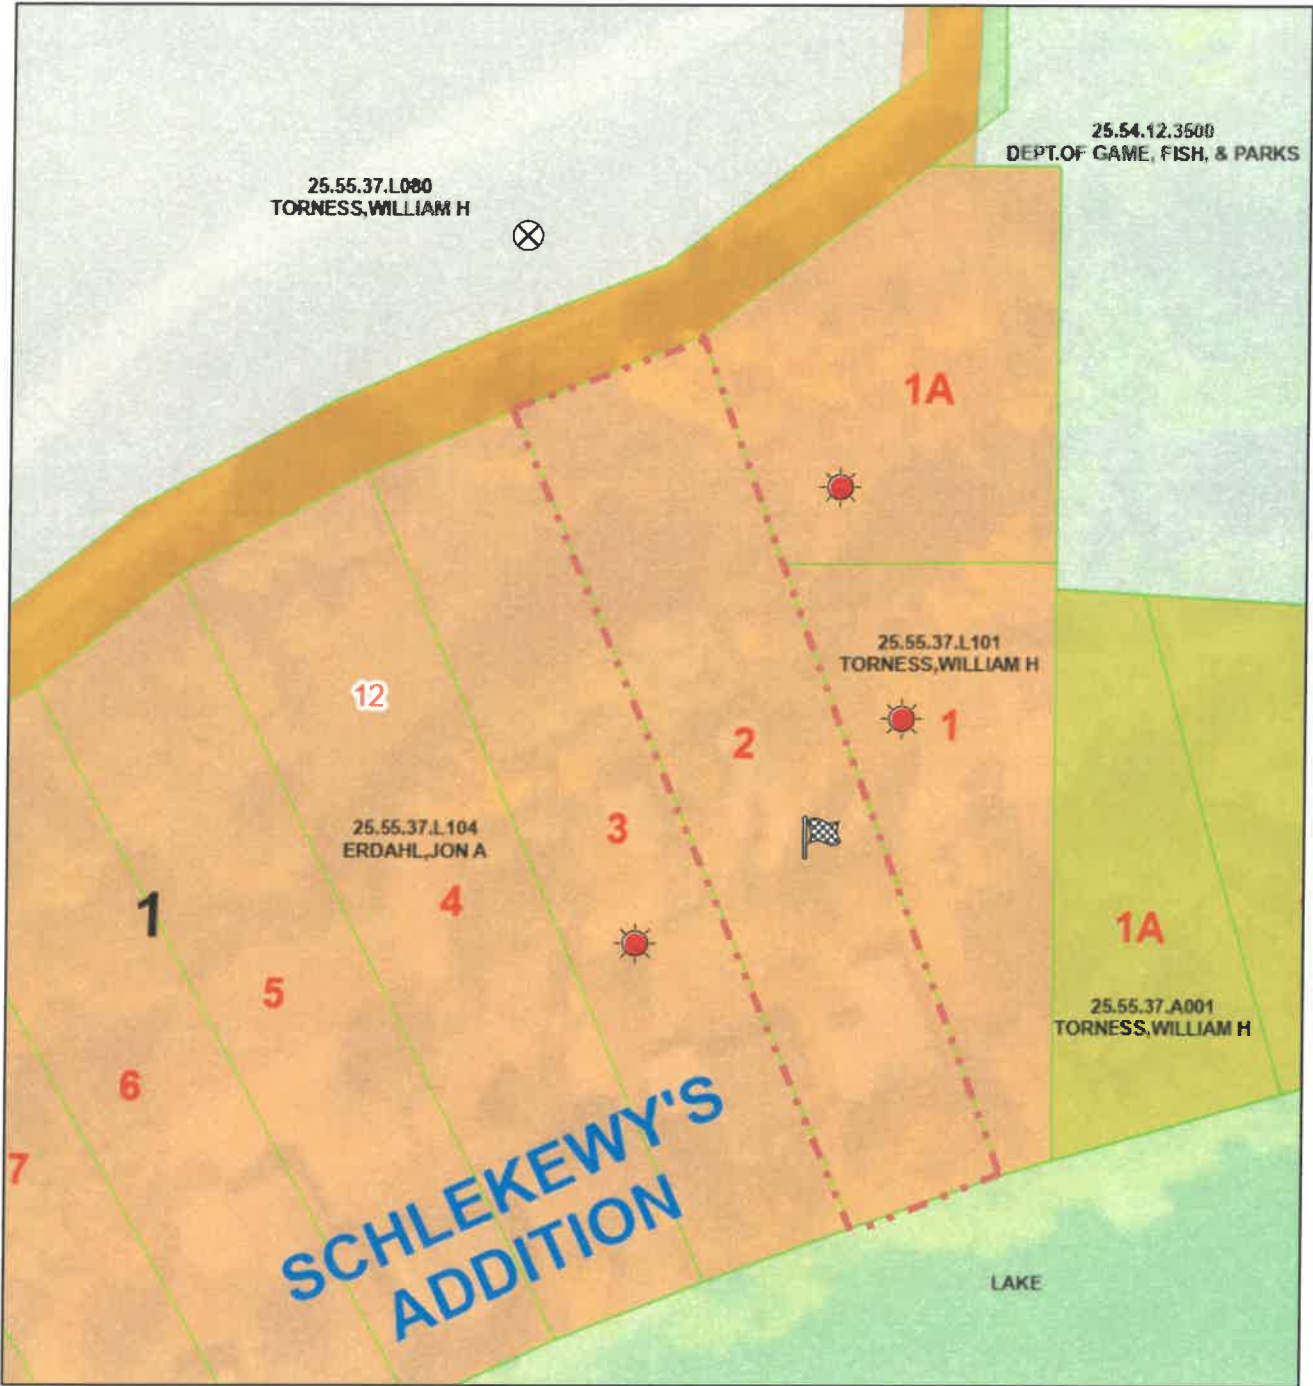 25.54.12.3500
DEPT.OF GAME, FISH, & PARKS
25.55.37.L080
TORNESS,WILLIAM H
1A
25.55.37.L101
TORNESS,WILLIAM H
12
1
2
25.55.37.L104
ERDAHL,JON A
3
4
1
1A
5
25.55.37.A001
TORNESS,WILLIAM H
6
7
SCHLEKEWY'S
ADDITION
LAKE